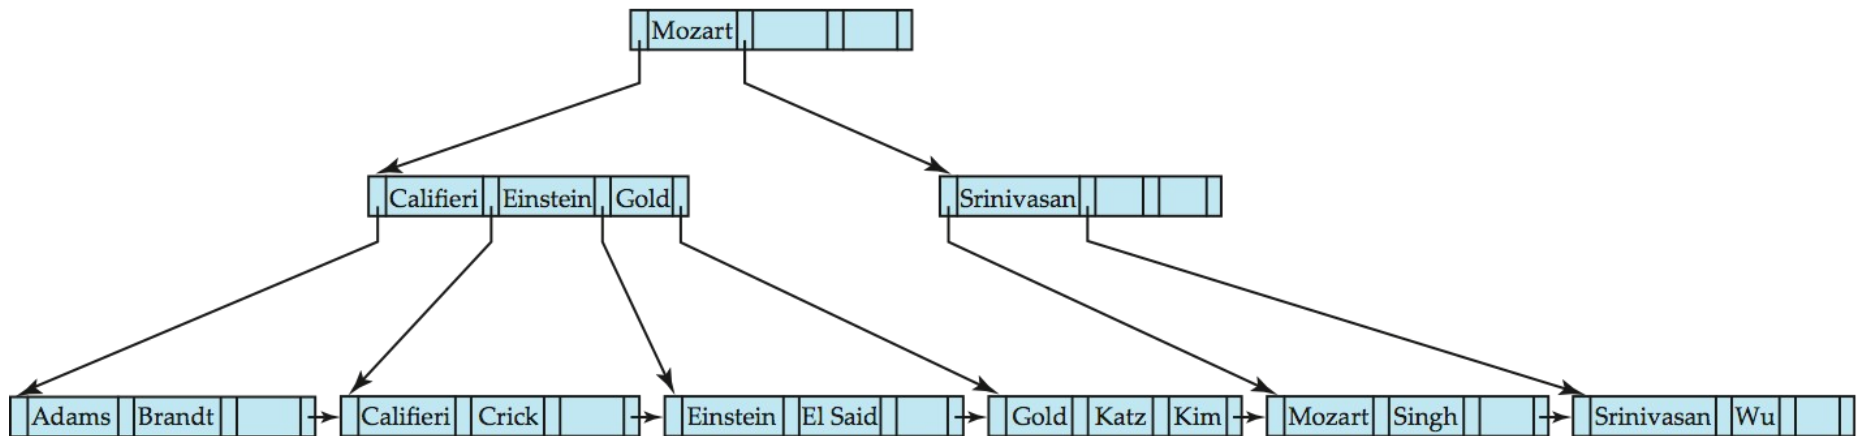 Mozart
Califieri Einstein Gold Srinivasan
Adams Brandt Califieri Crick Einstein El Said Gold Katz Kim Mozart Singh Srinivasan Wu